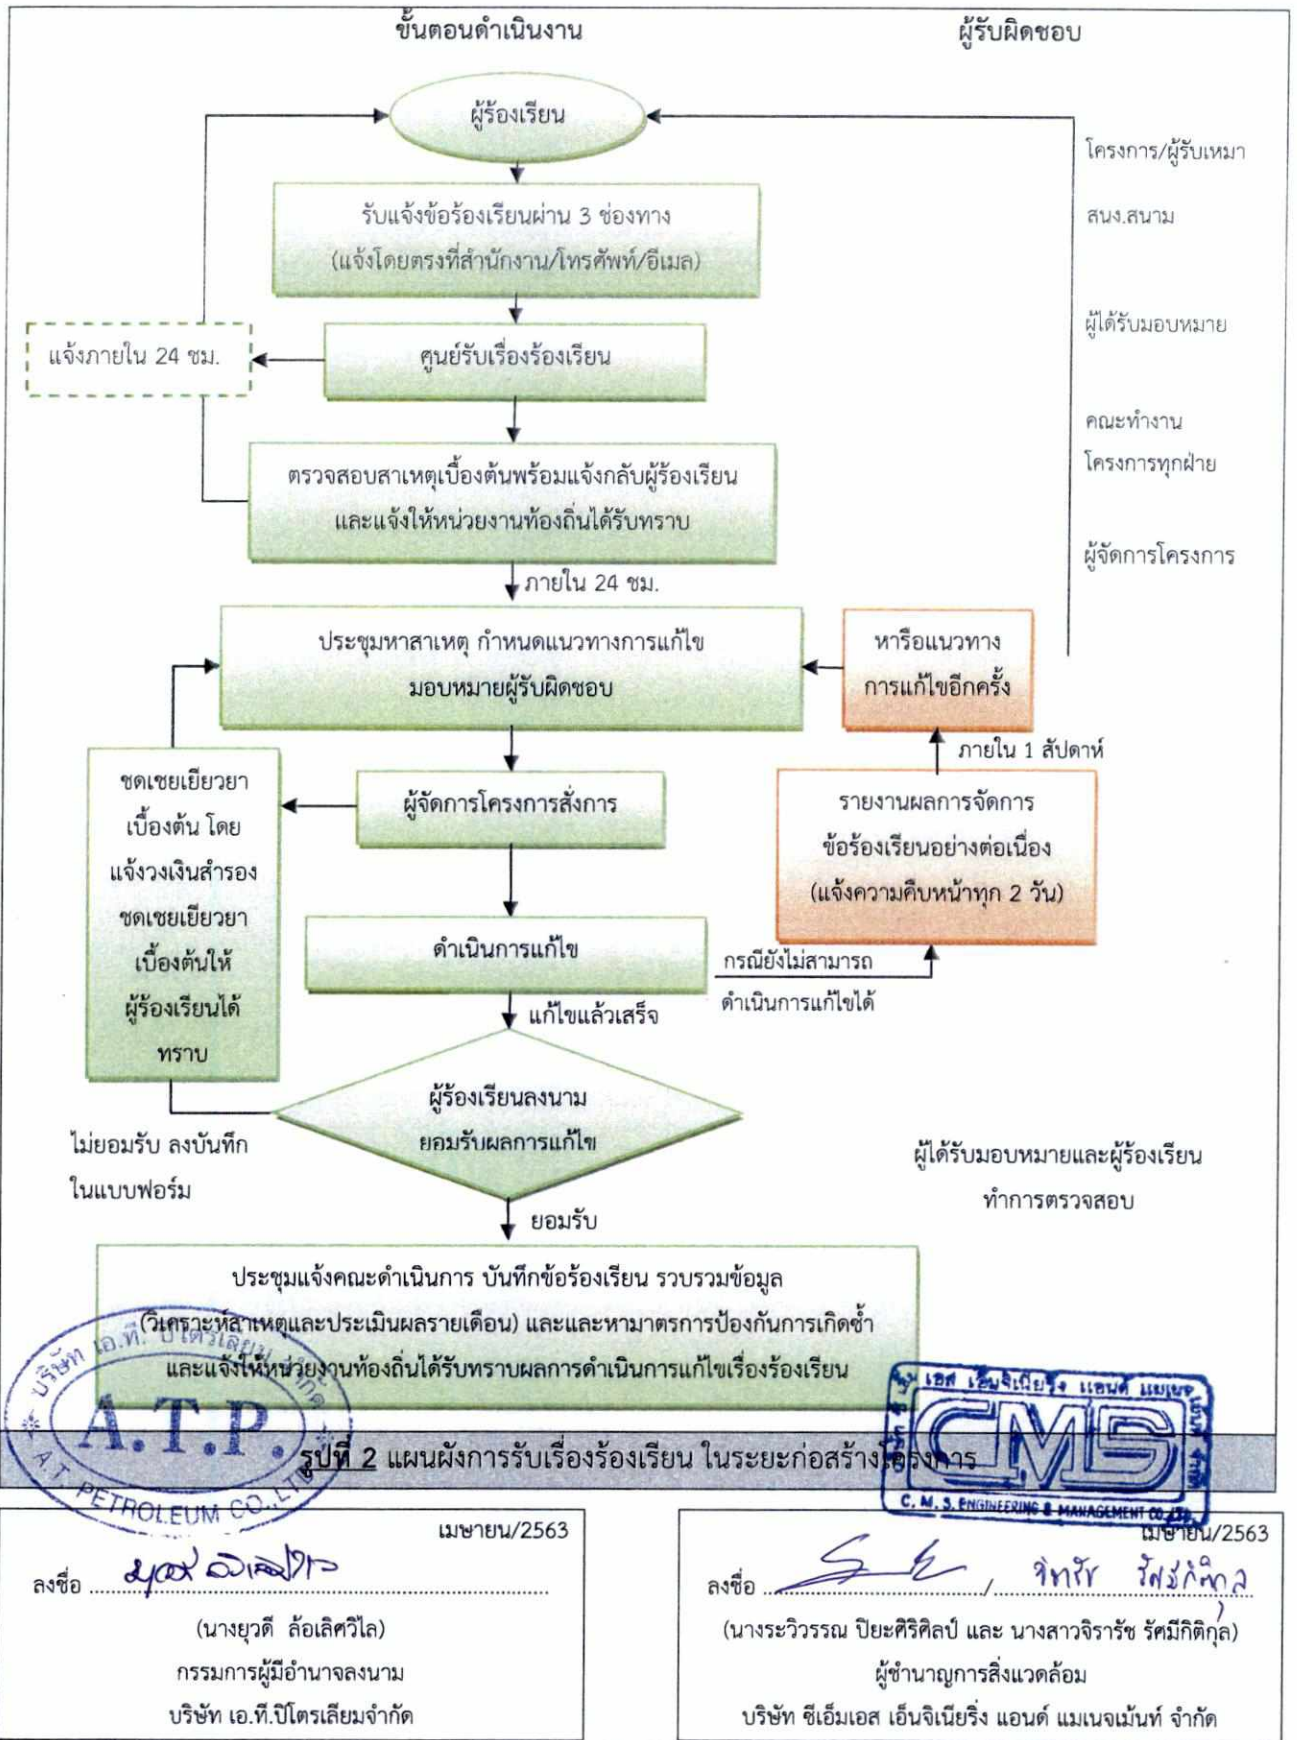 ขั้นตอนดำเนินงาน
ผู้รับผิดชอบ
ผู้ร้องเรียน
โครงการ/ผู้รับเหมา
รับแจ้งข้อร้องเรียนผ่าน 3 ช่องทาง
(แจ้งโดยตรงที่สำนักงาน/โทรศัพท์/อีเมล)
สนง.สนาม
แจ้งภายใน 24 ชม.
ศูนย์รับเรื่องร้องเรียน
ผู้ได้รับมอบหมาย
ตรวจสอบสาเหตุเบื้องต้นพร้อมแจ้งกลับผู้ร้องเรียน
และแจ้งให้หน่วยงานท้องถิ่นได้รับทราบ
คณะทำงาน
โครงการทุกฝ่าย
ภายใน 24 ชม.
ผู้จัดการโครงการ
ประชุมหาสาเหตุ กำหนดแนวทางการแก้ไข
มอบหมายผู้รับผิดชอบ
หารือแนวทาง
การแก้ไขอีกครั้ง
ภายใน 1 สัปดาห์
ชดเชยเยียวยา
เบื้องต้น โดย
แจ้งวงเงินสำรอง
ชดเชยเยียวยา
เบื้องต้นให้
ผู้ร้องเรียนได้
ทราบ
ผู้จัดการโครงการสั่งการ
รายงานผลการจัดการ
ข้อร้องเรียนอย่างต่อเนื่อง
(แจ้งความคืบหน้าทุก 2 วัน)
ดำเนินการแก้ไข
กรณียังไม่สามารถ
ดำเนินการแก้ไขได้
แก้ไขแล้วเสร็จ
ผู้ร้องเรียนลงนาม
ยอมรับผลการแก้ไข
ไม่ยอมรับ ลงบันทึก
ในแบบฟอร์ม
ผู้ได้รับมอบหมายและผู้ร้องเรียน
ทำการตรวจสอบ
ยอมรับ
ประชุมแจ้งคณะดำเนินการ บันทึกข้อร้องเรียน รวบรวมข้อมูล
(วิเคราะห์สาเหตุและประเมินผลรายเดือน) และและหามาตรการป้องกันการเกิดซ้ำ
และแจ้งให้หน่วยงานท้องถิ่นได้รับทราบผลการดำเนินการแก้ไขเรื่องร้องเรียน
บริษัท เอ.ที. ปิโตรเลียม จำกัด
A.T.P.
A.T. PETROLEUM CO.,LTD
เอส เอ็นจิเนียริ่ง แอนด์
CMS
C. M. S. ENGINEERING & MANAGEMENT CO.,LTD.
รูปที่ 2 แผนผังการรับเรื่องร้องเรียน ในระยะก่อสร้างโครงการ
เมษายน/2563
ลงชื่อ
(นางยุวดี ล้อเลิศวิไล)
กรรมการผู้มีอำนาจลงนาม
บริษัท เอ.ที.ปิโตรเลียมจำกัด
เมษายน/2563
ลงชื่อ / จิรารัช รัศมีกิติกุล
(นางระวิวรรณ ปิยะศิริศิลป์ และ นางสาวจิรารัช รัศมีกิติกุล)
ผู้ชำนาญการสิ่งแวดล้อม
บริษัท ซีเอ็มเอส เอ็นจิเนียริ่ง แอนด์ แมเนจเม้นท์ จำกัด